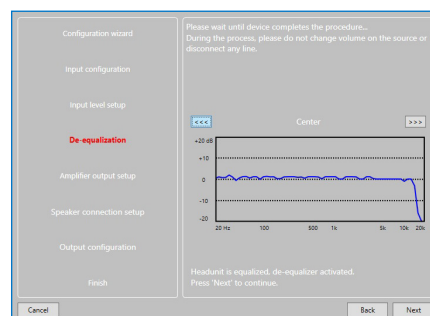 Configuration wizard
Input configuration
Input level setup
De-equalization
Amplifier output setup
Speaker connection setup
Output configuration
Finish
Please wait until device completes the procedure...
During the process, please do not change volume on the source or
disconnect any line.
<<< Center >>>
+20 dB
+10
0
-10
-20
20 Hz 100 500 1k 5k 10k 20k
Headunit is equalized, de-equalizer activated.
Press 'Next' to continue.
Cancel Back Next